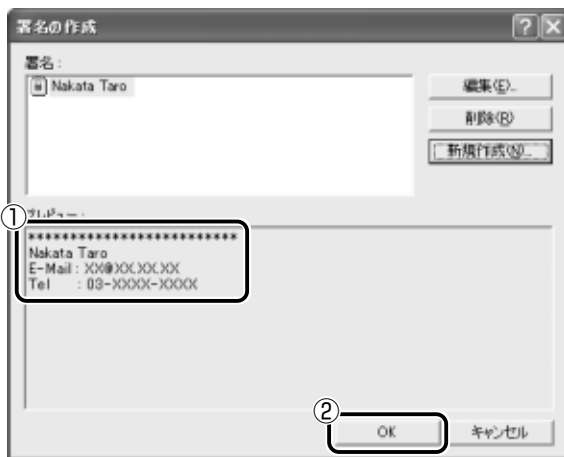 署名の作成
署名:
Nakata Taro
編集(E)...
削除(R)
新規作成(N)...
①
プレビュー:
************************
Nakata Taro
E-Mail : XX@XX.XX.XX
Tel : 03-XXXX-XXXX
②
OK
キャンセル